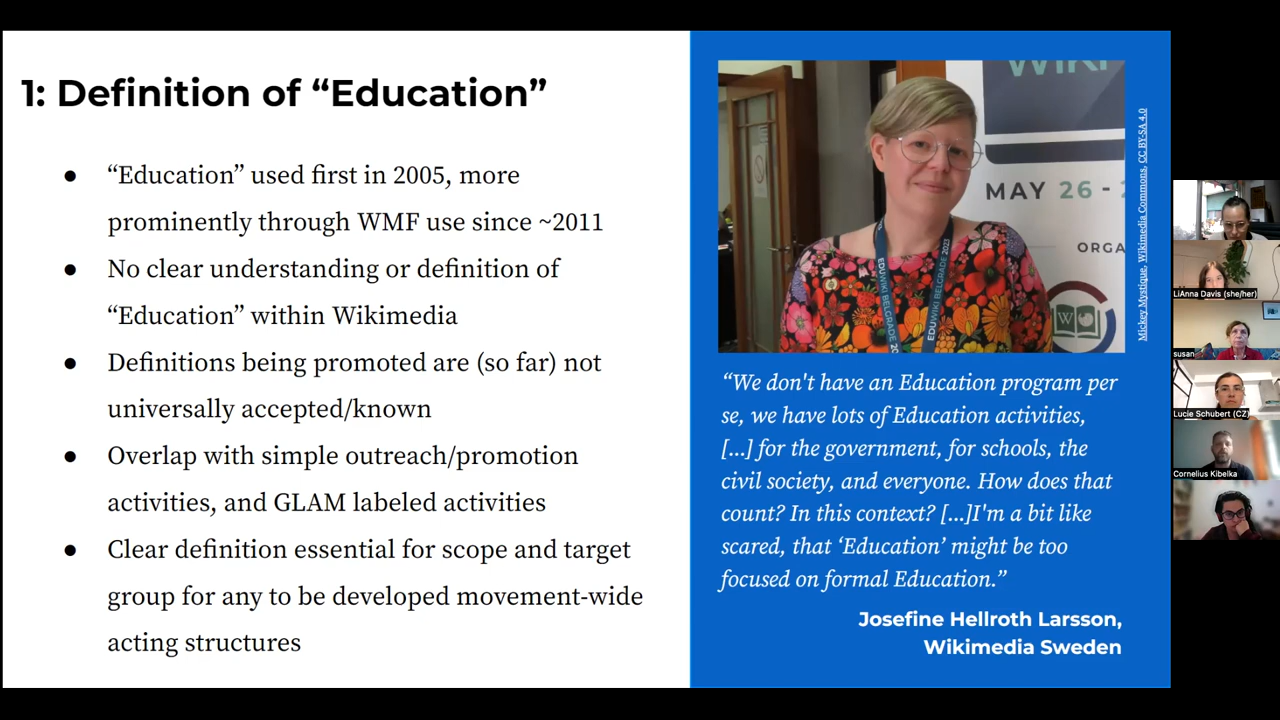 1: Definition of “Education”
● “Education” used first in 2005, more
prominently through WMF use since ~2011
● No clear understanding or definition of
“Education” within Wikimedia
● Definitions being promoted are (so far) not
universally accepted/known
● Overlap with simple outreach/promotion
activities, and GLAM labeled activities
● Clear definition essential for scope and target
group for any to be developed movement-wide
acting structures
WIKI
MAY 26 -
ORGA
EDUWIKI BELGRADE 20
EDUWIKI BELGRADE 2023
W
Mickey Mystique, Wikimedia Commons, CC BY-SA 4.0
“We don't have an Education program per
se, we have lots of Education activities,
[...] for the government, for schools, the
civil society, and everyone. How does that
count? In this context? [...]I'm a bit like
scared, that ‘Education’ might be too
focused on formal Education.”
Josefine Hellroth Larsson,
Wikimedia Sweden
LiAnna Davis (she/her)
susan
Lucie Schubert (CZ)
Cornelius Kibelka